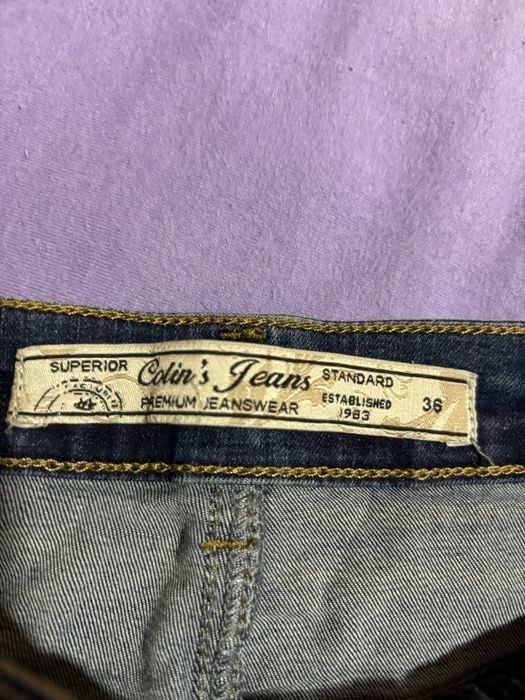 SUPERIOR Colin's Jeans STANDARD
PREMIUM JEANSWEAR ESTABLISHED 36
1983